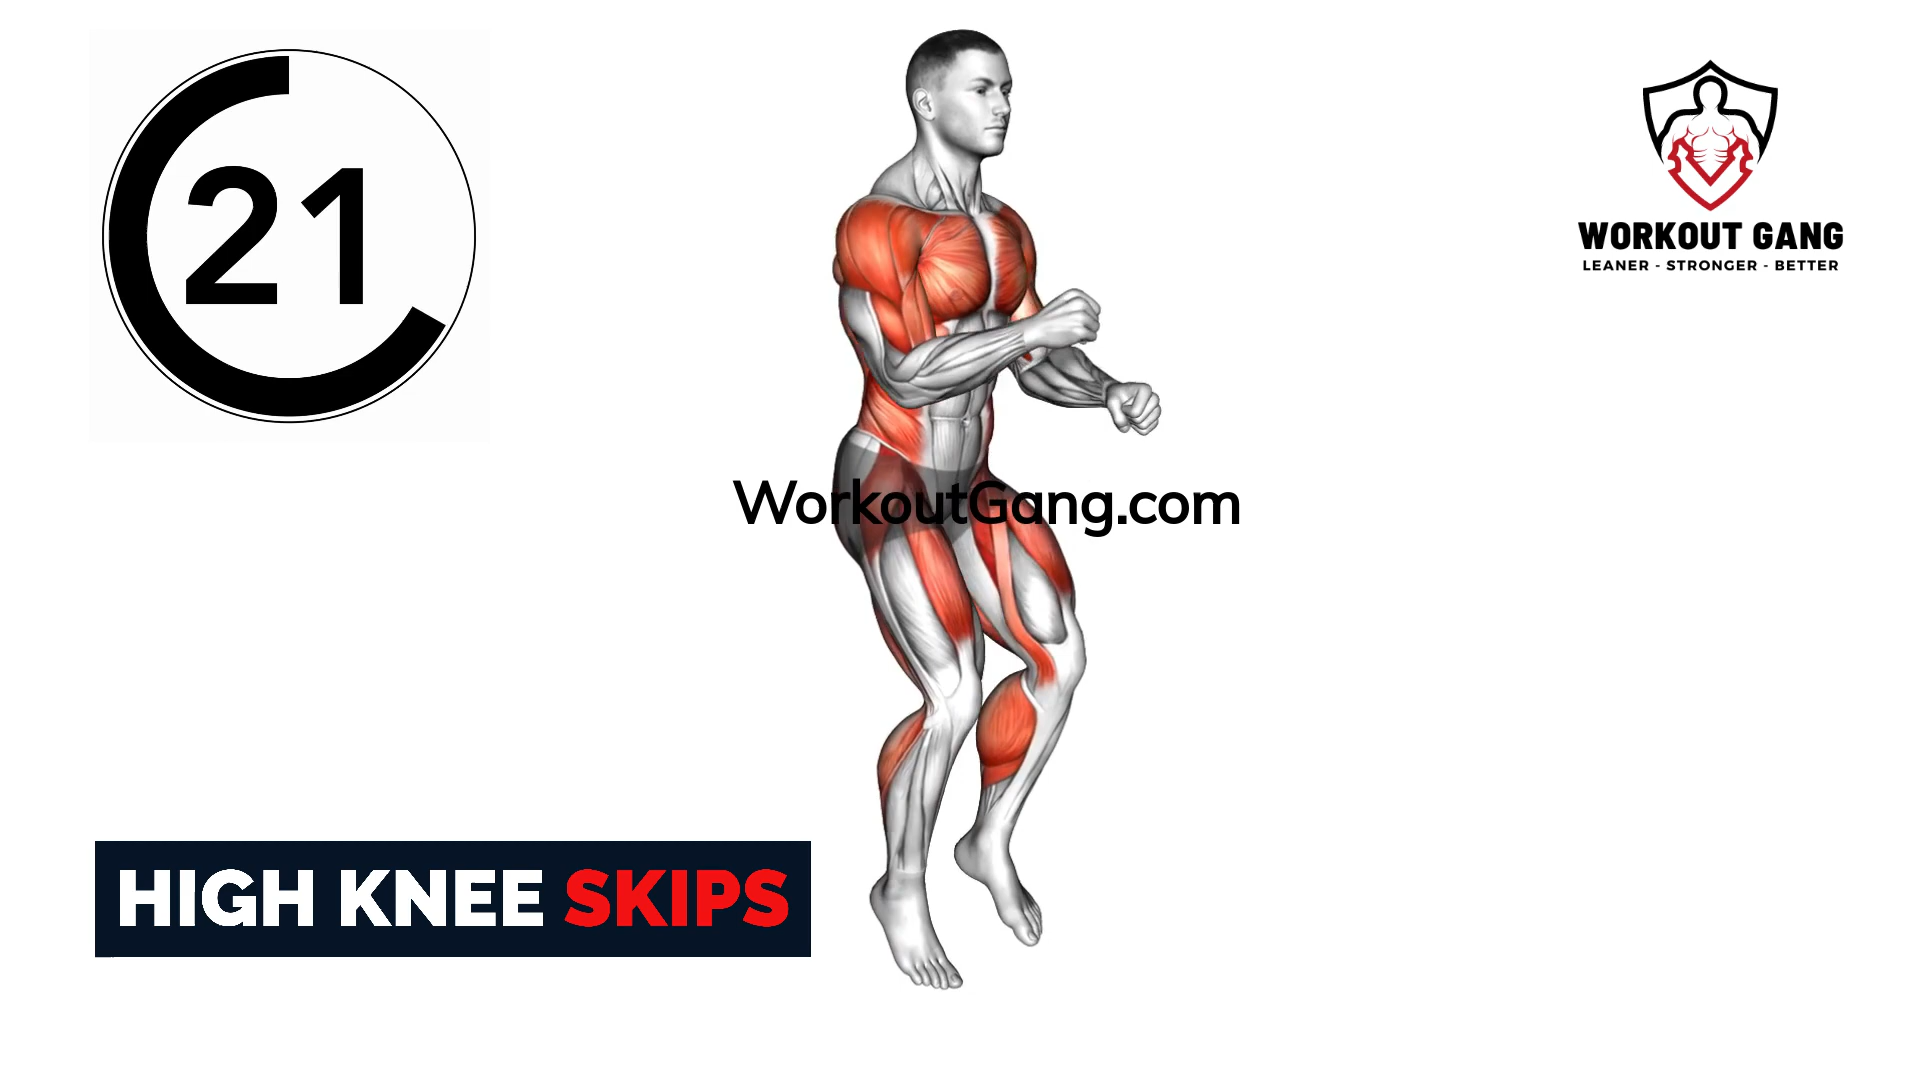 21
WORKOUT GANG
LEANER - STRONGER - BETTER
WorkoutGang.com
HIGH KNEE SKIPS